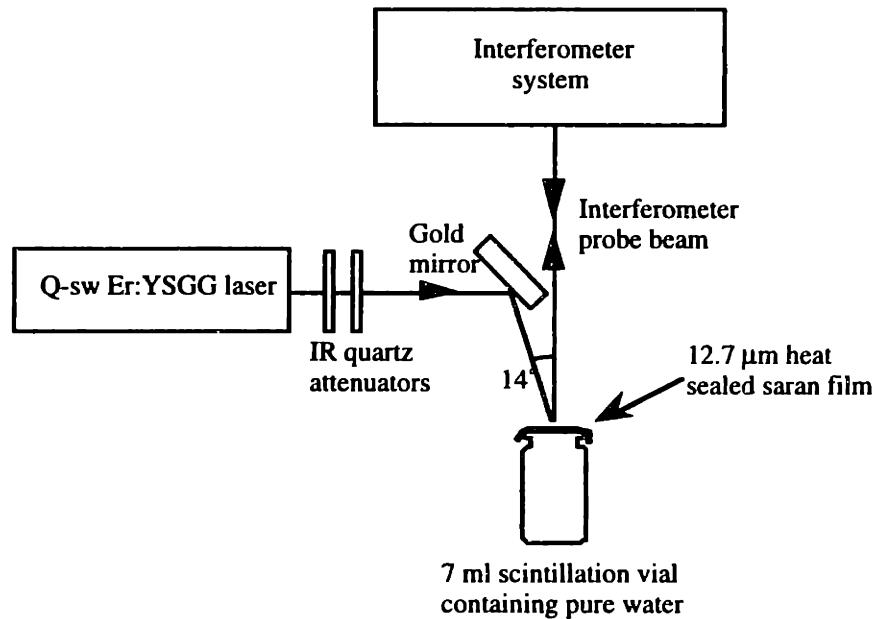 Interferometer
system
Interferometer
probe beam
Gold
mirror
Q-sw Er:YSGG laser
IR quartz
attenuators
14°
12.7 µm heat
sealed saran film
7 ml scintillation vial
containing pure water